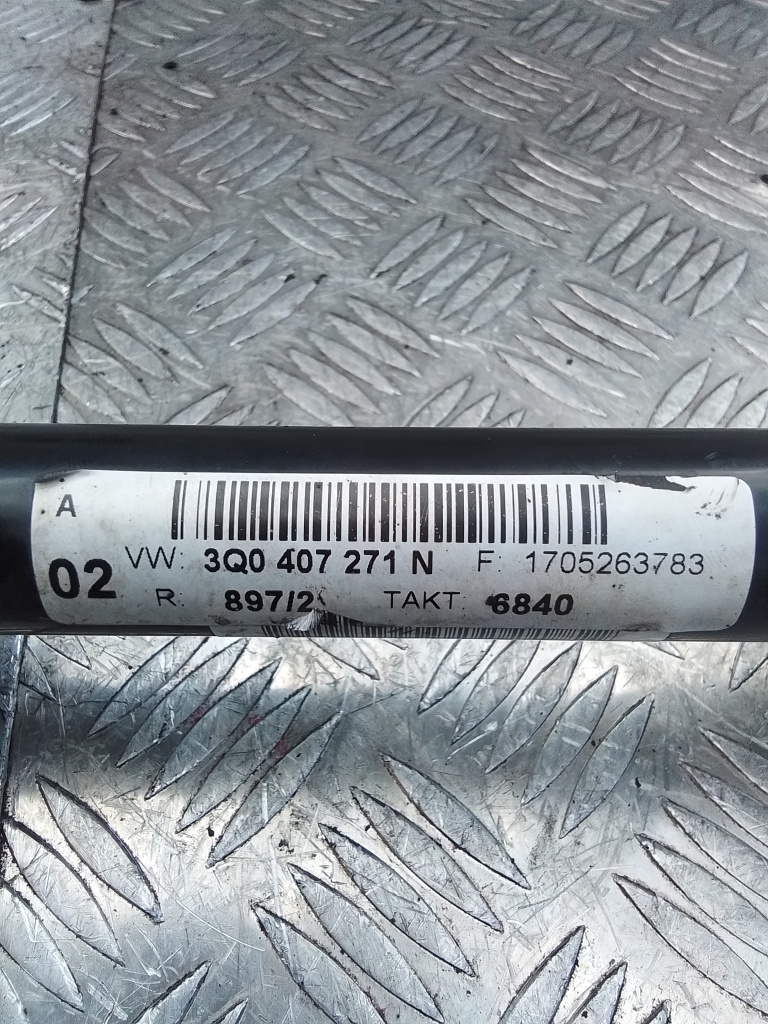 A
02
VW: 3Q0 407 271 N F: 1705263783
R: 897/2 TAKT: 6840